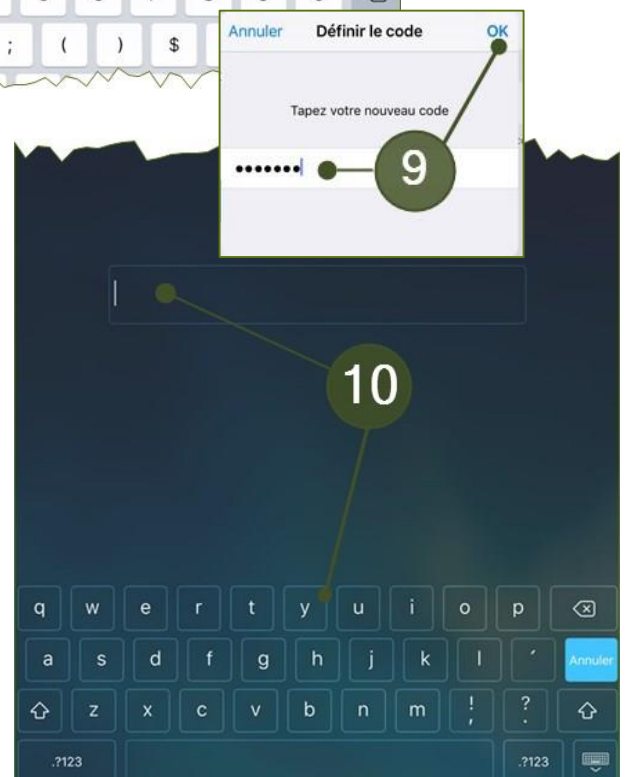 ; ( ) $
Annuler Définir le code OK
Tapez votre nouveau code
•••••••
9
10
q w e r t y u i o p
a s d f g h j k l ´ Annuler
z x c v b n m ! , ? .
.?123 .?123